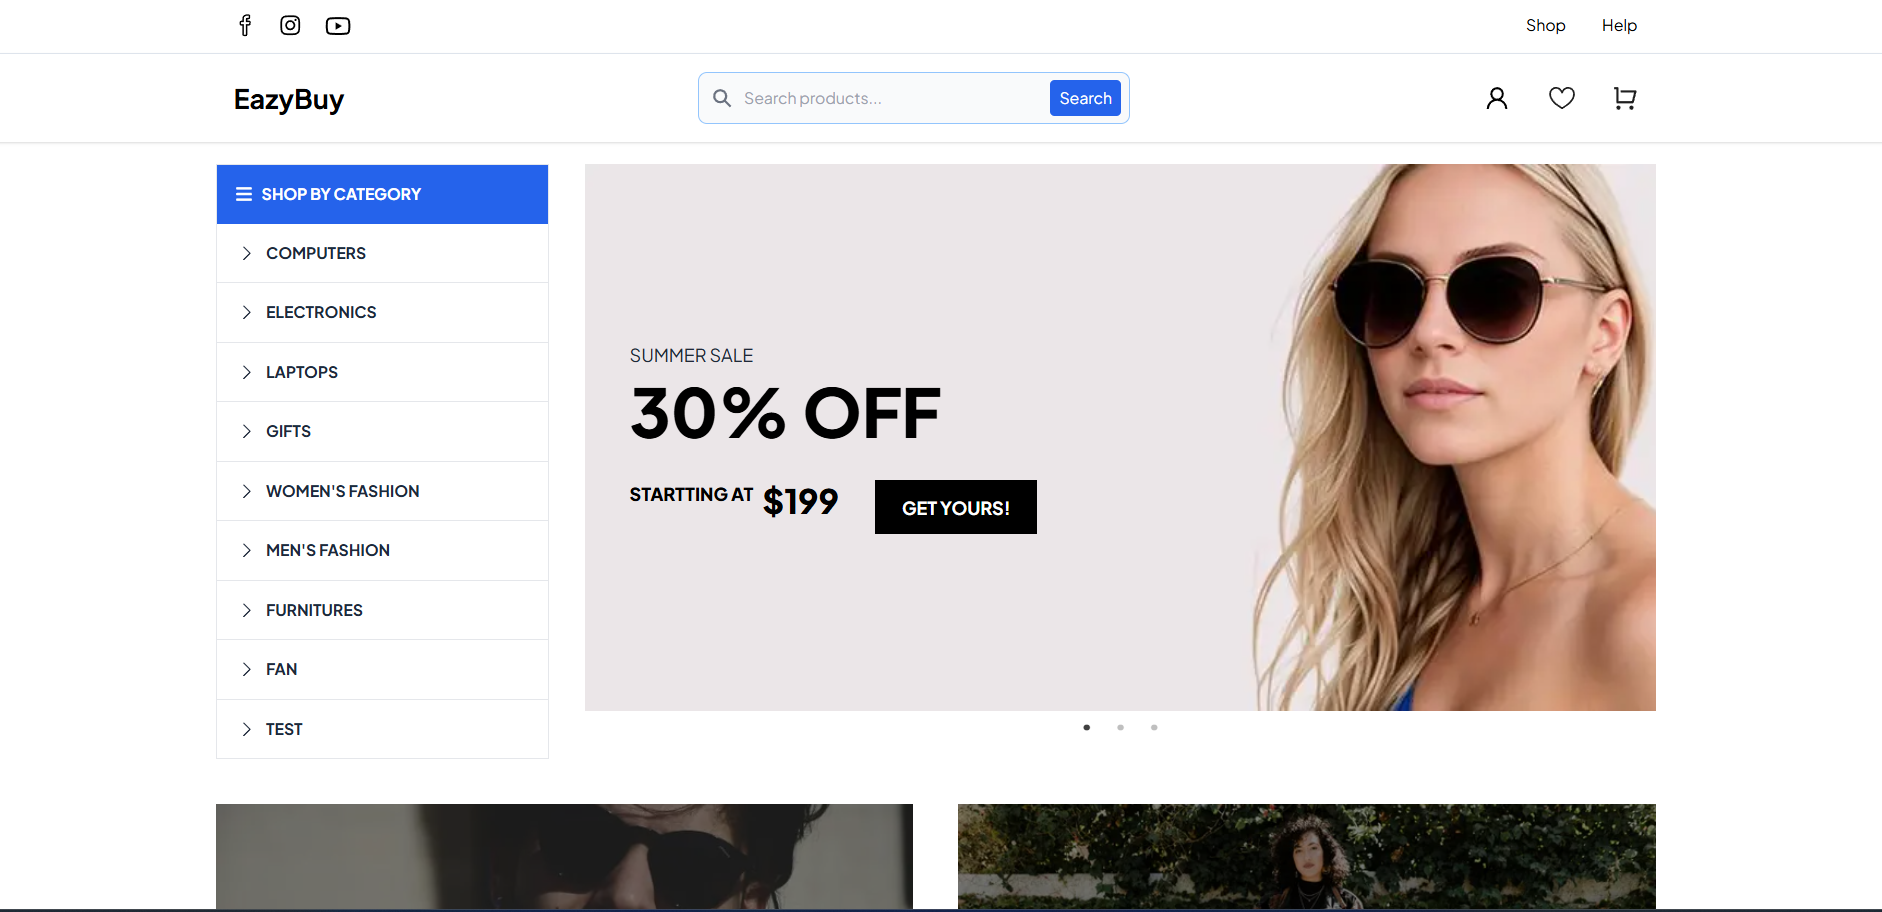 Shop Help
EazyBuy
Search products...
Search
SHOP BY CATEGORY
COMPUTERS
ELECTRONICS
LAPTOPS
GIFTS
WOMEN'S FASHION
MEN'S FASHION
FURNITURES
FAN
TEST
SUMMER SALE
30% OFF
STARTTING AT $199
GET YOURS!